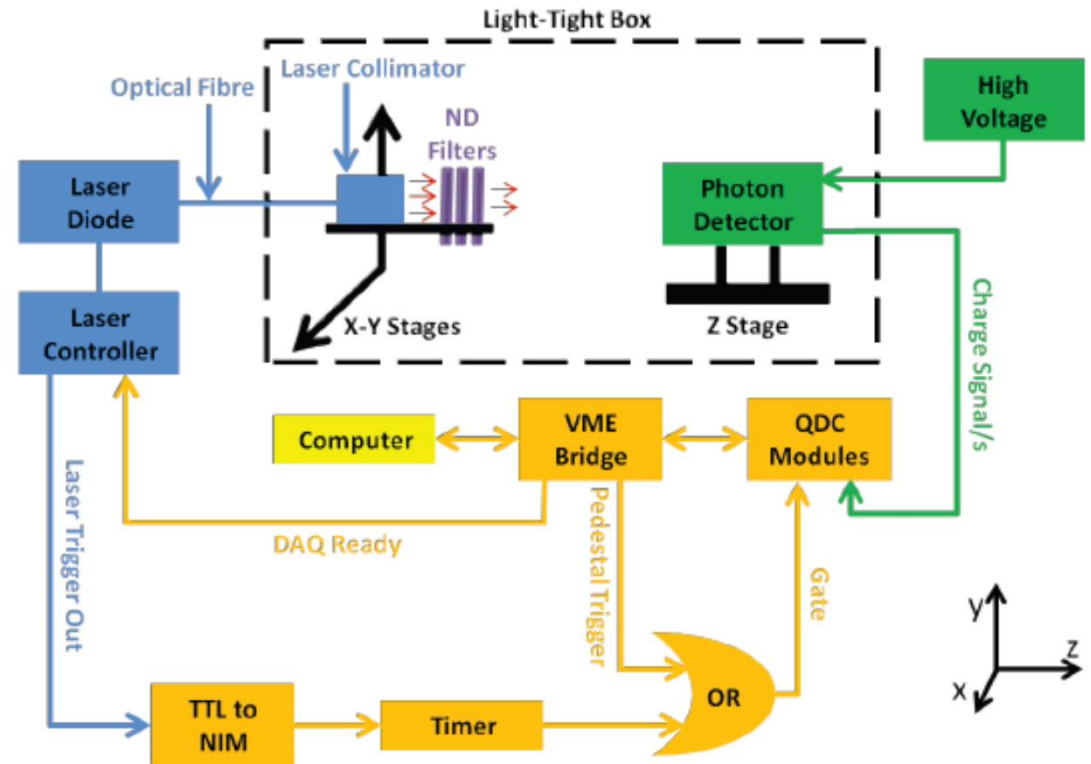 Light-Tight Box
Laser Collimator
Optical Fibre
ND
Filters
High
Voltage
Laser
Diode
Photon
Detector
Laser
Controller
X-Y Stages
Z Stage
Charge Signal/s
Computer
VME
Bridge
QDC
Modules
DAQ Ready
Laser Trigger Out
Pedestal Trigger
Gate
TTL to
NIM
Timer
OR
y
z
x